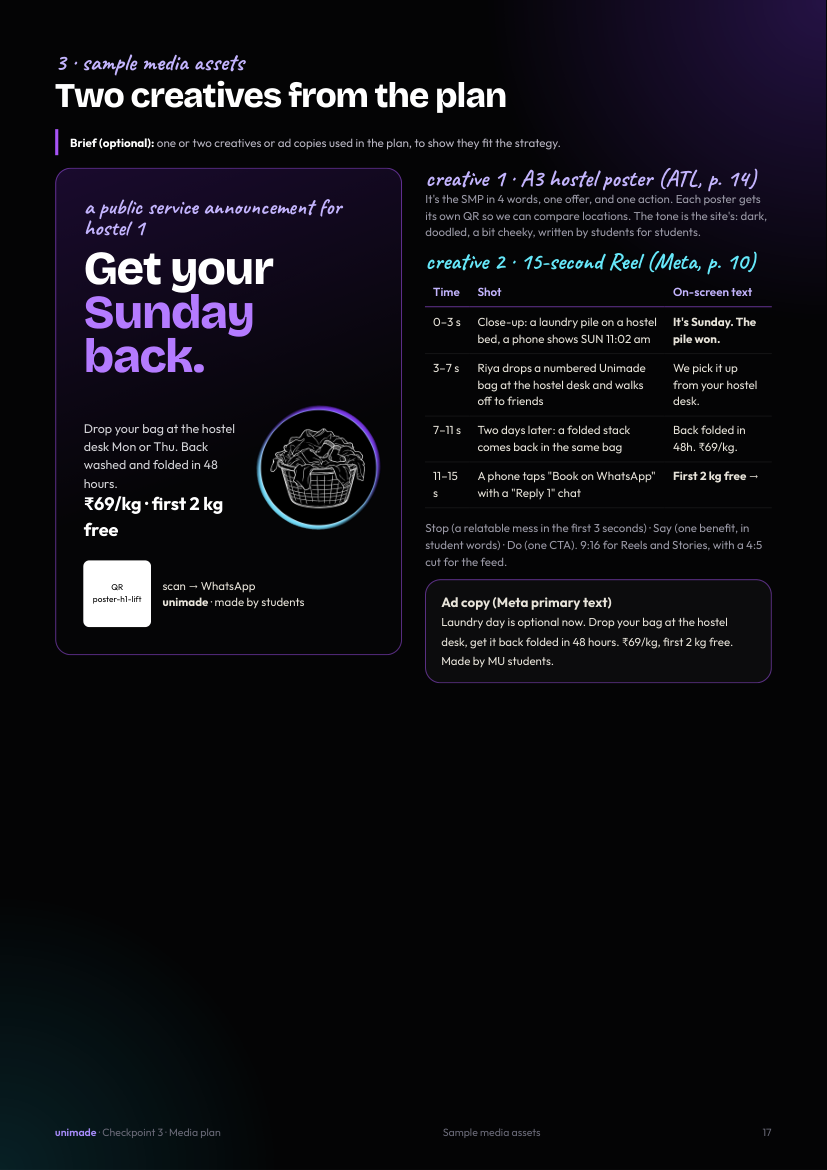 3 · sample media assets
Two creatives from the plan
Brief (optional): one or two creatives or ad copies used in the plan, to show they fit the strategy.
a public service announcement for
hostel 1
Get your
Sunday
back.
Drop your bag at the hostel
desk Mon or Thu. Back
washed and folded in 48
hours.
₹69/kg · first 2 kg
free
QR
poster-h1-lift
scan → WhatsApp
unimade · made by students
creative 1 · A3 hostel poster (ATL, p. 14)
It's the SMP in 4 words, one offer, and one action. Each poster gets
its own QR so we can compare locations. The tone is the site's: dark,
doodled, a bit cheeky, written by students for students.
creative 2 · 15-second Reel (Meta, p. 10)
Time Shot On-screen text
0–3 s Close-up: a laundry pile on a hostel It's Sunday. The
bed, a phone shows SUN 11:02 am pile won.
3–7 s Riya drops a numbered Unimade We pick it up
bag at the hostel desk and walks from your hostel
off to friends desk.
7–11 s Two days later: a folded stack Back folded in
comes back in the same bag 48h. ₹69/kg.
11–15 A phone taps "Book on WhatsApp" First 2 kg free →
s with a "Reply 1" chat
Stop (a relatable mess in the first 3 seconds) · Say (one benefit, in
student words) · Do (one CTA). 9:16 for Reels and Stories, with a 4:5
cut for the feed.
Ad copy (Meta primary text)
Laundry day is optional now. Drop your bag at the hostel
desk, get it back folded in 48 hours. ₹69/kg, first 2 kg free.
Made by MU students.
unimade · Checkpoint 3 · Media plan Sample media assets 17